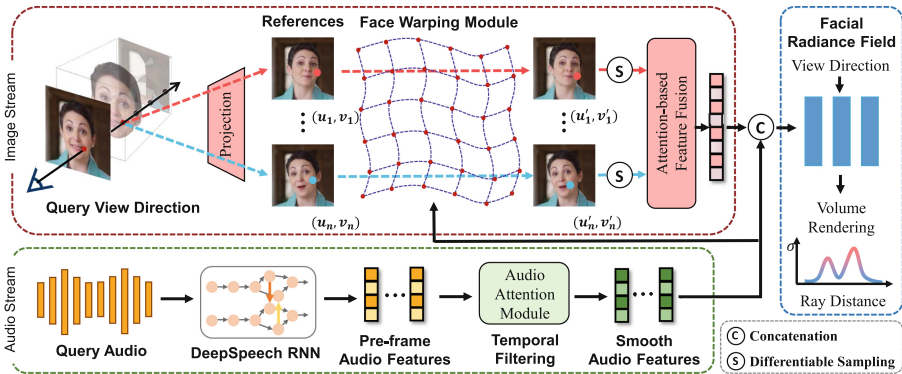 Image Stream
Query View Direction
Projection
References
(u₁, v₁)
(uₙ, vₙ)
Face Warping Module
(u'₁, v'₁)
(u'ₙ, v'ₙ)
S
S
Attention-based
Feature Fusion
C
Facial
Radiance Field
View Direction
Volume
Rendering
σ
Ray Distance
Audio Stream
Query Audio
DeepSpeech RNN
Pre-frame
Audio Features
Audio
Attention
Module
Temporal
Filtering
Smooth
Audio Features
C Concatenation
S Differentiable Sampling